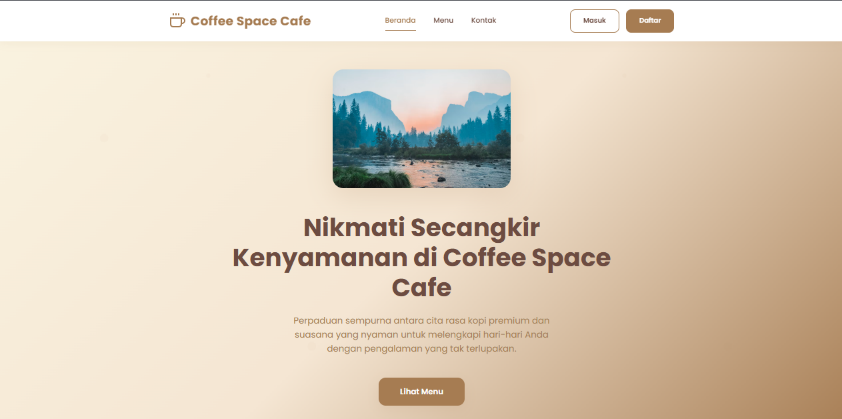 Coffee Space Cafe
Beranda
Menu
Kontak
Masuk
Daftar
Nikmati Secangkir
Kenyamanan di Coffee Space
Cafe
Perpaduan sempurna antara cita rasa kopi premium dan
suasana yang nyaman untuk melengkapi hari-hari Anda
dengan pengalaman yang tak terlupakan.
Lihat Menu